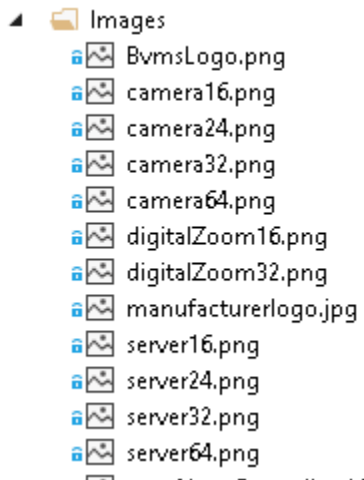 Images
BvmsLogo.png
camera16.png
camera24.png
camera32.png
camera64.png
digitalZoom16.png
digitalZoom32.png
manufacturerlogo.jpg
server16.png
server24.png
server32.png
server64.png